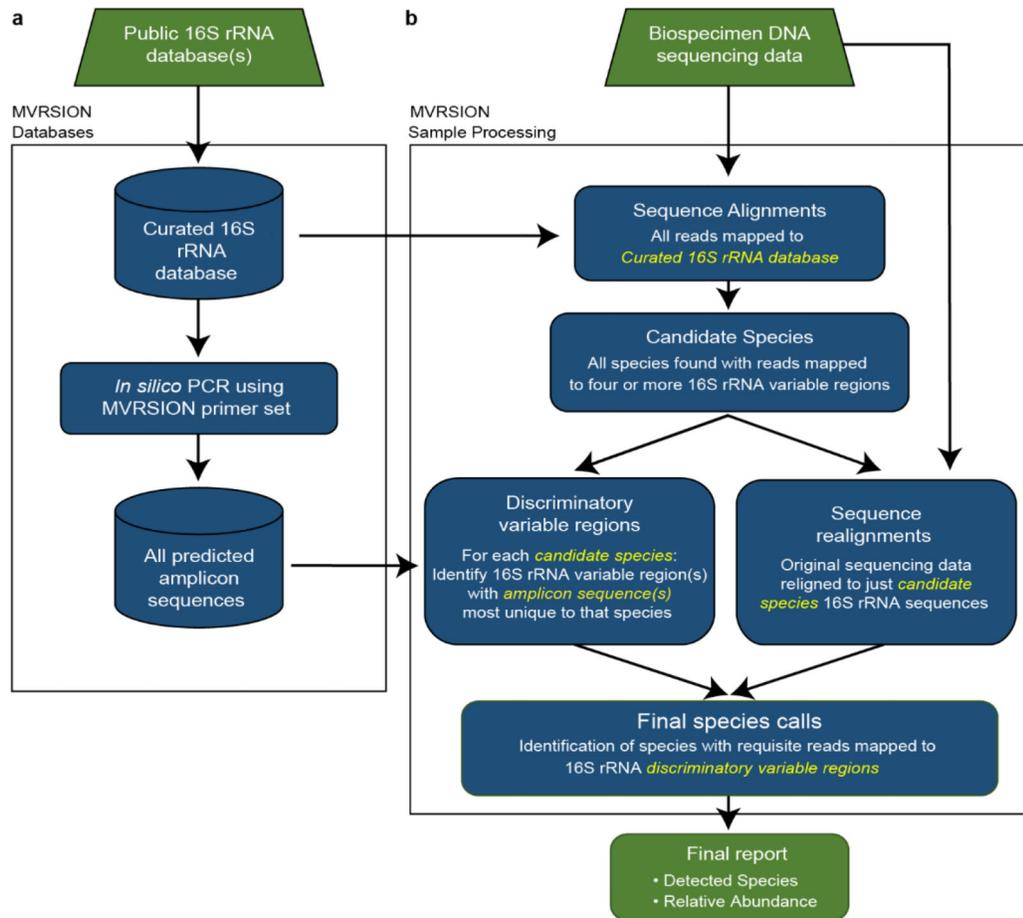 a
Public 16S rRNA
database(s)
MVRSION
Databases
Curated 16S
rRNA
database
In silico PCR using
MVRSION primer set
All predicted
amplicon
sequences
b
Biospecimen DNA
sequencing data
MVRSION
Sample Processing
Sequence Alignments
All reads mapped to
Curated 16S rRNA database
Candidate Species
All species found with reads mapped
to four or more 16S rRNA variable regions
Discriminatory
variable regions
For each candidate species:
Identify 16S rRNA variable region(s)
with amplicon sequence(s)
most unique to that species
Sequence
realignments
Original sequencing data
religned to just candidate
species 16S rRNA sequences
Final species calls
Identification of species with requisite reads mapped to
16S rRNA discriminatory variable regions
Final report
• Detected Species
• Relative Abundance